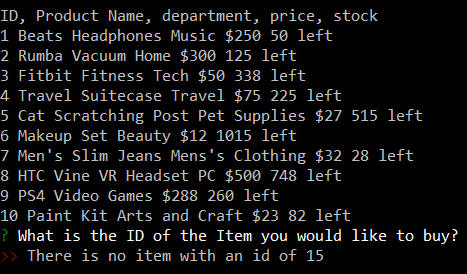 ID, Product Name, department, price, stock
1 Beats Headphones Music $250 50 left
2 Rumba Vacuum Home $300 125 left
3 Fitbit Fitness Tech $50 338 left
4 Travel Suitecase Travel $75 225 left
5 Cat Scratching Post Pet Supplies $27 515 left
6 Makeup Set Beauty $12 1015 left
7 Men's Slim Jeans Mens's Clothing $32 28 left
8 HTC Vine VR Headset PC $500 748 left
9 PS4 Video Games $288 260 left
10 Paint Kit Arts and Craft $23 82 left
? What is the ID of the Item you would like to buy?
>> There is no item with an id of 15